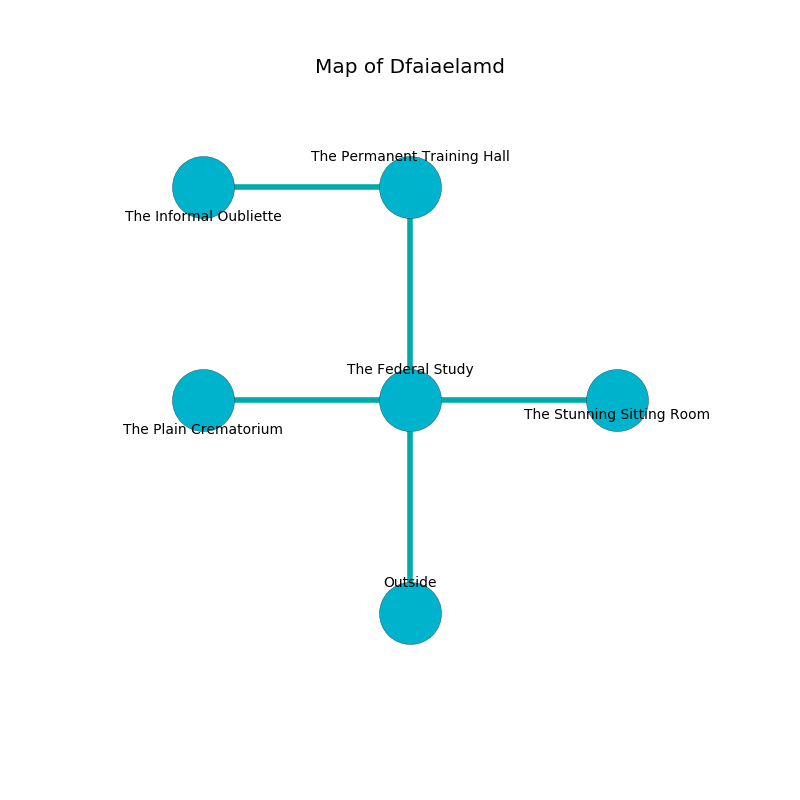 Map of Dfaiaelamd
The Permanent Training Hall
The Informal Oubliette
The Federal Study
The Stunning Sitting Room
The Plain Crematorium
Outside